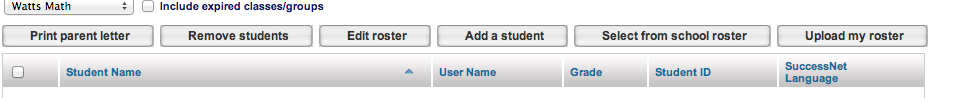 Watts Math Include expired classes/groups
Print parent letter Remove students Edit roster Add a student Select from school roster Upload my roster
Student Name User Name Grade Student ID SuccessNet
Language